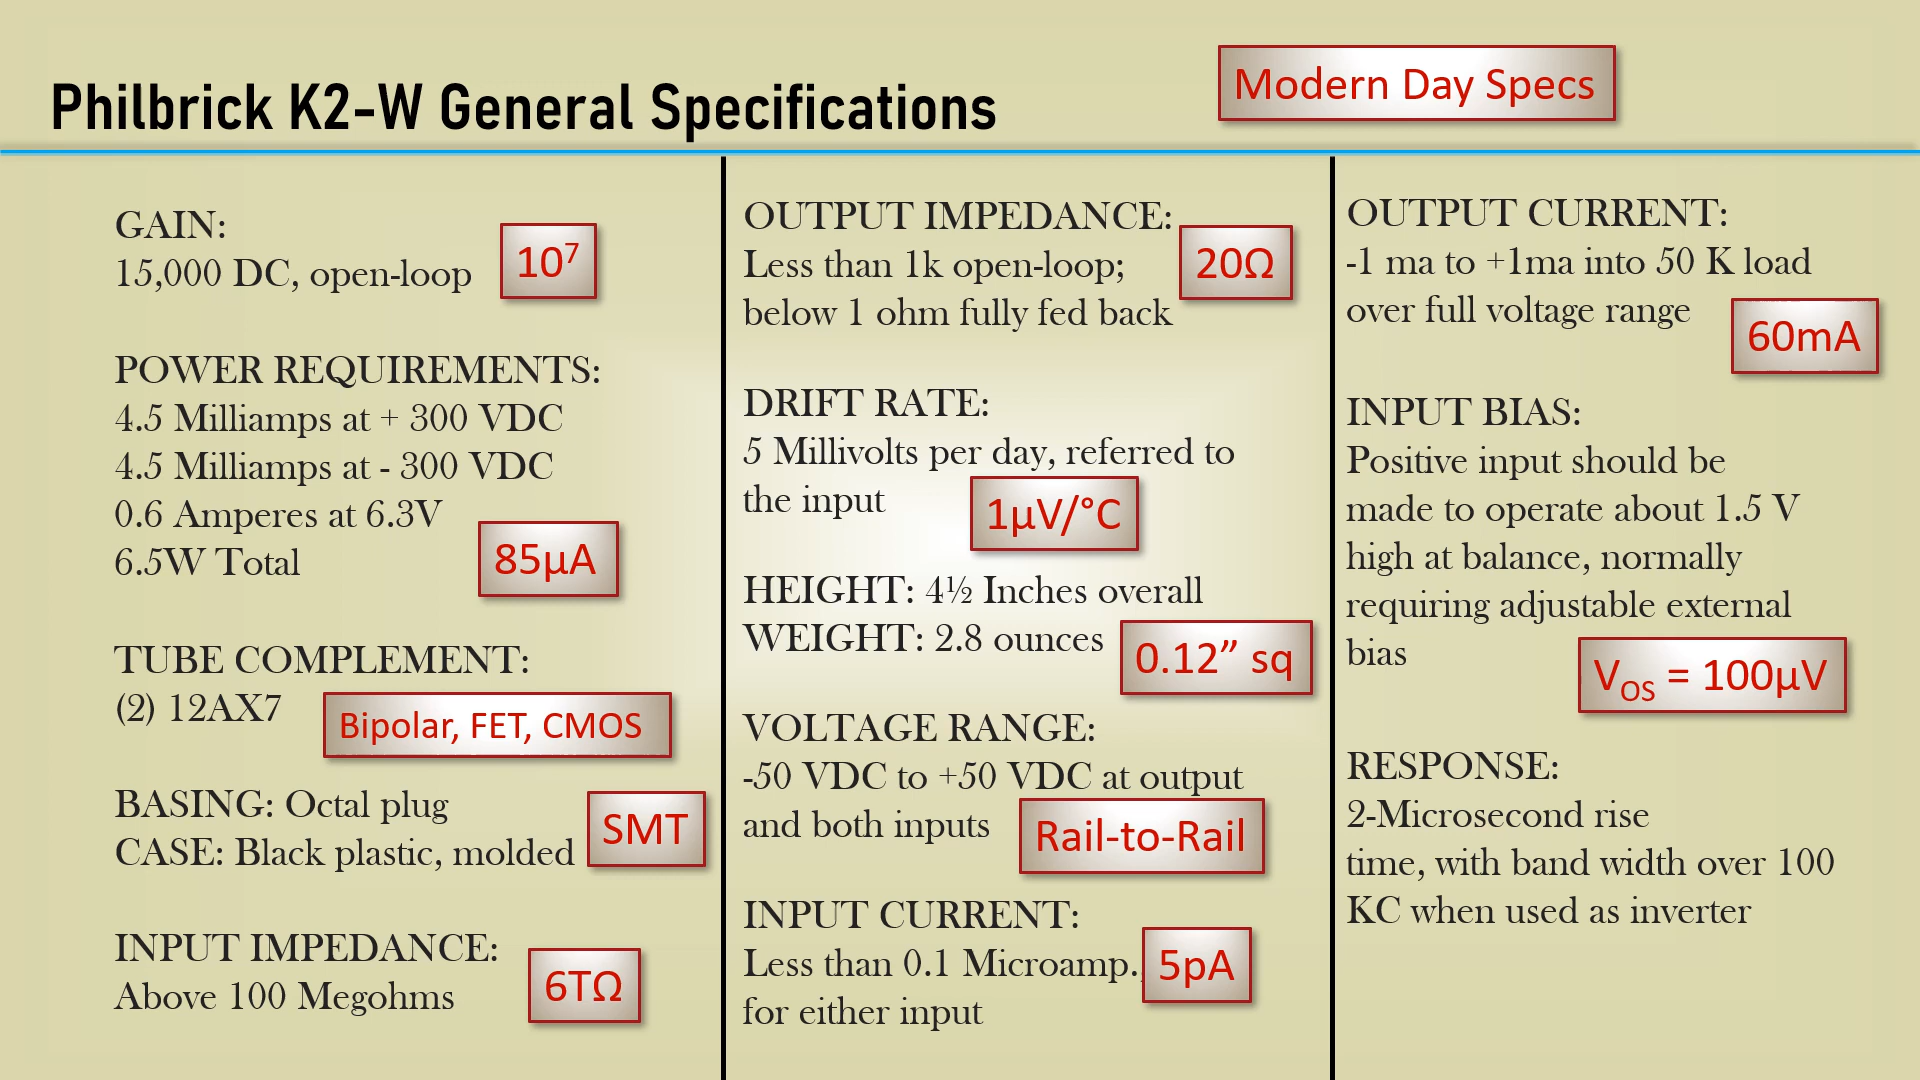 Modern Day Specs
Philbrick K2-W General Specifications
GAIN:
15,000 DC, open-loop
10⁷
POWER REQUIREMENTS:
4.5 Milliamps at + 300 VDC
4.5 Milliamps at - 300 VDC
0.6 Amperes at 6.3V
6.5W Total
85µA
TUBE COMPLEMENT:
(2) 12AX7
Bipolar, FET, CMOS
BASING: Octal plug
CASE: Black plastic, molded
SMT
INPUT IMPEDANCE:
Above 100 Megohms
6TΩ
OUTPUT IMPEDANCE:
Less than 1k open-loop;
below 1 ohm fully fed back
20Ω
DRIFT RATE:
5 Millivolts per day, referred to
the input
1µV/°C
HEIGHT: 4½ Inches overall
WEIGHT: 2.8 ounces
0.12” sq
VOLTAGE RANGE:
-50 VDC to +50 VDC at output
and both inputs
Rail-to-Rail
INPUT CURRENT:
Less than 0.1 Microamp.,
for either input
5pA
OUTPUT CURRENT:
-1 ma to +1ma into 50 K load
over full voltage range
60mA
INPUT BIAS:
Positive input should be
made to operate about 1.5 V
high at balance, normally
requiring adjustable external
bias
V_OS = 100µV
RESPONSE:
2-Microsecond rise
time, with band width over 100
KC when used as inverter